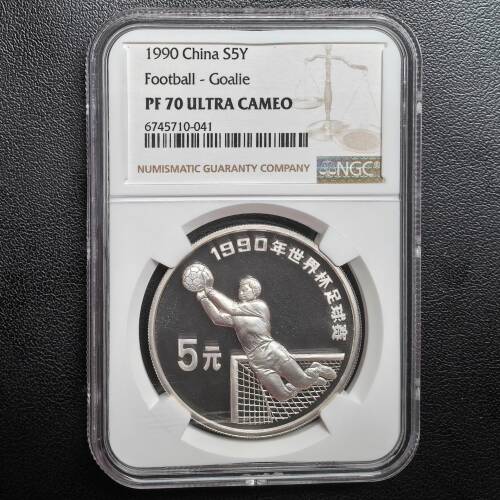 1990 China S5Y
Football - Goalie
PF 70 ULTRA CAMEO
6745710-041
NUMISMATIC GUARANTY COMPANY
NGC®
1990年世界杯足球赛
5元